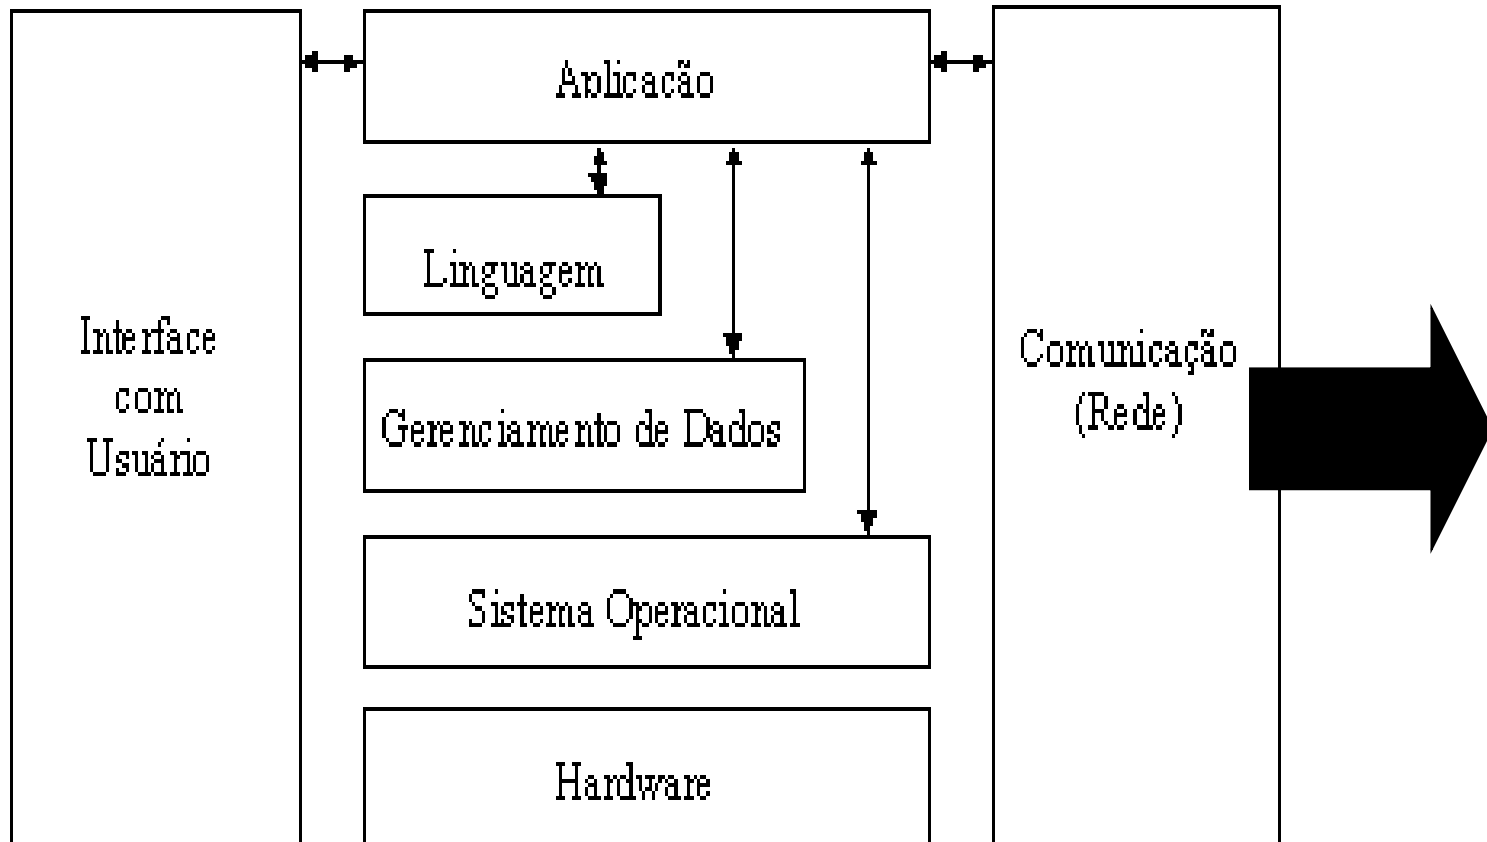 Interface
com
Usuário
Aplicação
Linguagem
Gerenciamento de Dados
Sistema Operacional
Hardware
Comunicação
(Rede)